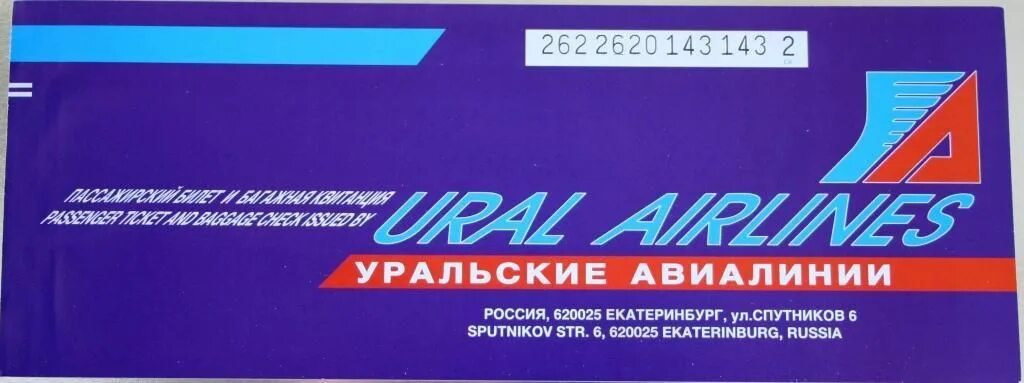 262 2620 143 143 2
СК
ПАССАЖИРСКИЙ БИЛЕТ И БАГАЖНАЯ КВИТАНЦИЯ
PASSENGER TICKET AND BAGGAGE CHECK ISSUED BY
URAL AIRLINES
УРАЛЬСКИЕ АВИАЛИНИИ
РОССИЯ, 620025 ЕКАТЕРИНБУРГ, ул.СПУТНИКОВ 6
SPUTNIKOV STR. 6, 620025 EKATERINBURG, RUSSIA